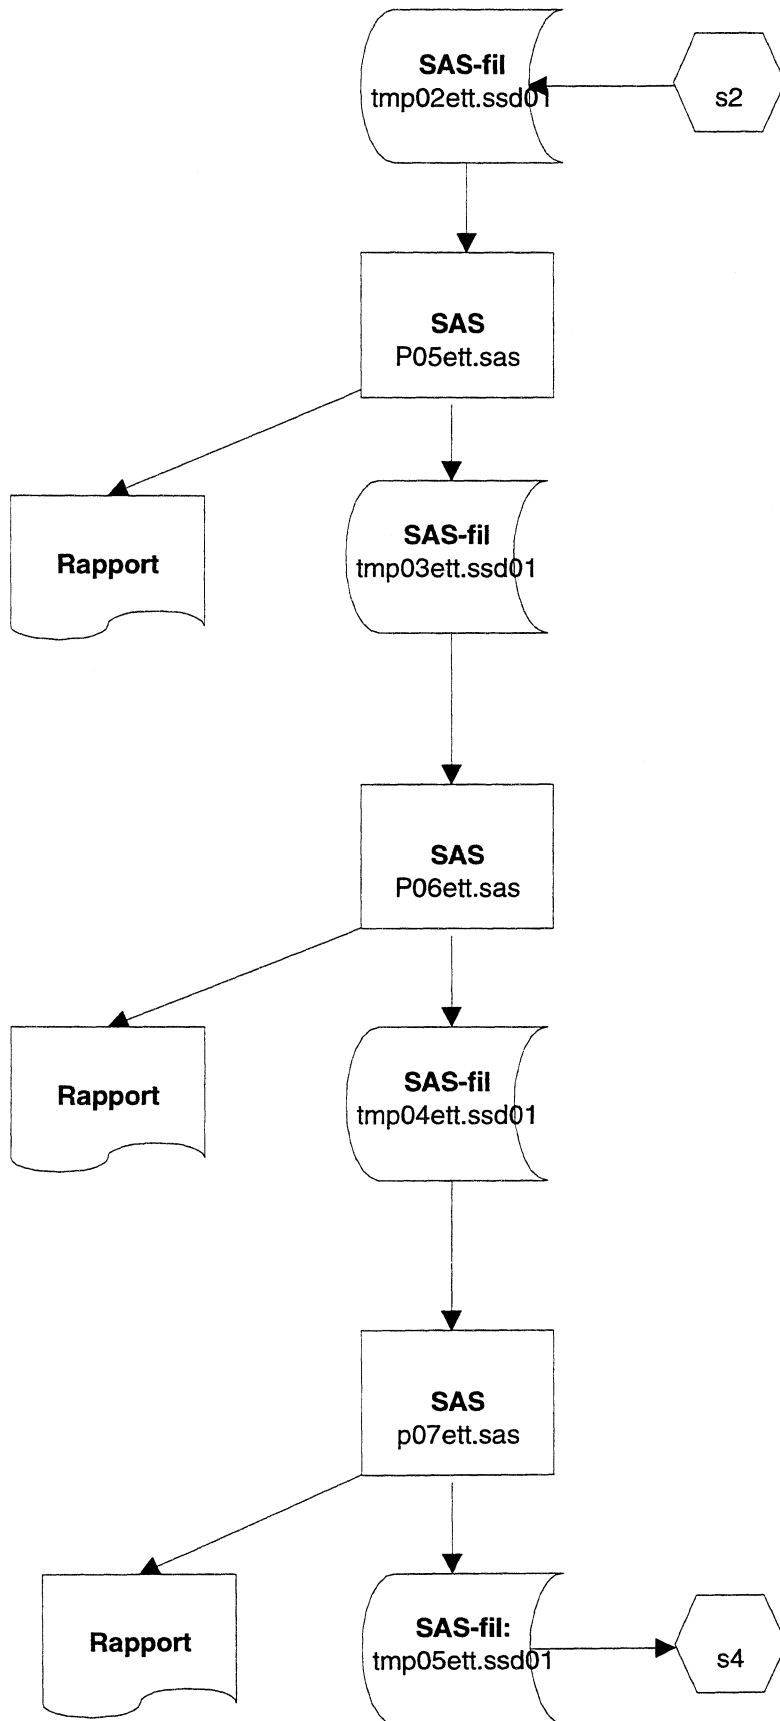 SAS-fil
tmp02ett.ssd01
s2
SAS
P05ett.sas
Rapport
SAS-fil
tmp03ett.ssd01
SAS
P06ett.sas
Rapport
SAS-fil
tmp04ett.ssd01
SAS
p07ett.sas
Rapport
SAS-fil:
tmp05ett.ssd01
s4